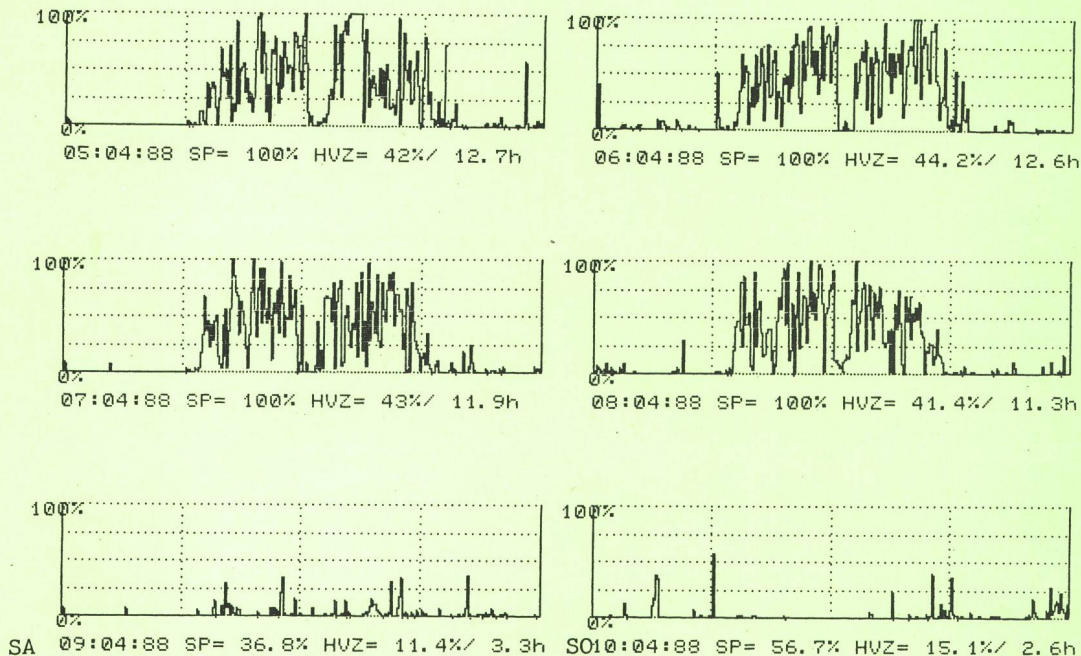 100% 100%
0% 0%
05:04:88 SP= 100% HVZ= 42%/ 12.7h 06:04:88 SP= 100% HVZ= 44.2%/ 12.6h
100% 100%
0% 0%
07:04:88 SP= 100% HVZ= 43%/ 11.9h 08:04:88 SP= 100% HVZ= 41.4%/ 11.3h
100% 100%
0% 0%
SA 09:04:88 SP= 36.8% HVZ= 11.4%/ 3.3h SO10:04:88 SP= 56.7% HVZ= 15.1%/ 2.6h